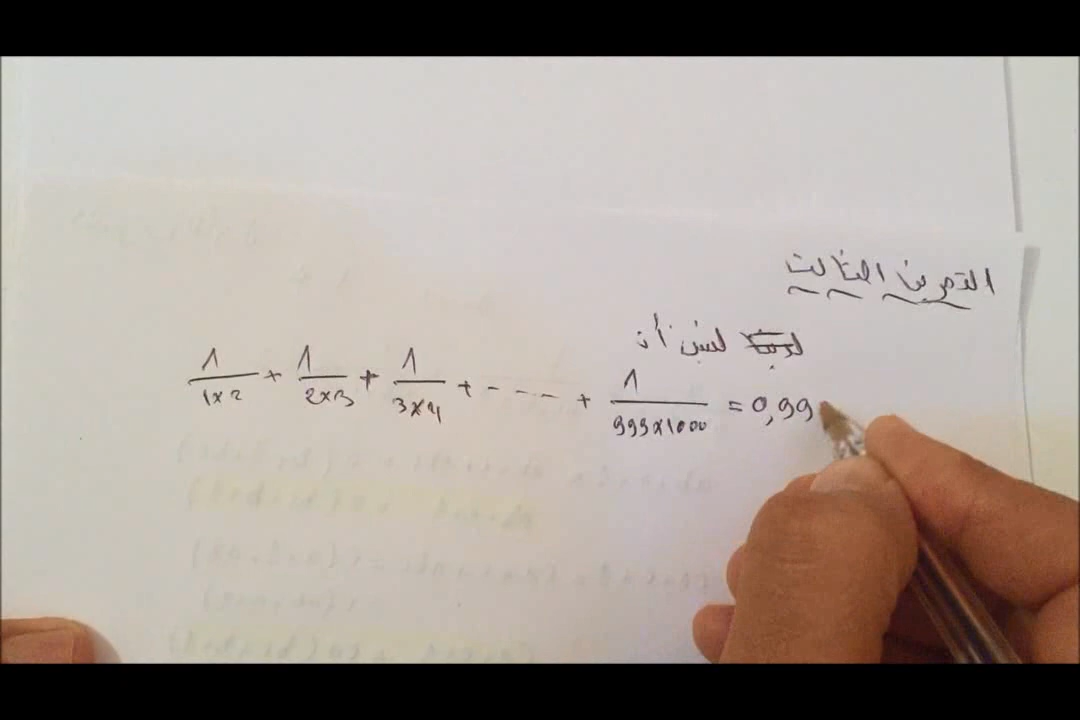 التمرين الثالث
لنبين أن
1/1×2 + 1/2×3 + 1/3×4 + - - - - + 1/999×1000 = 0,99